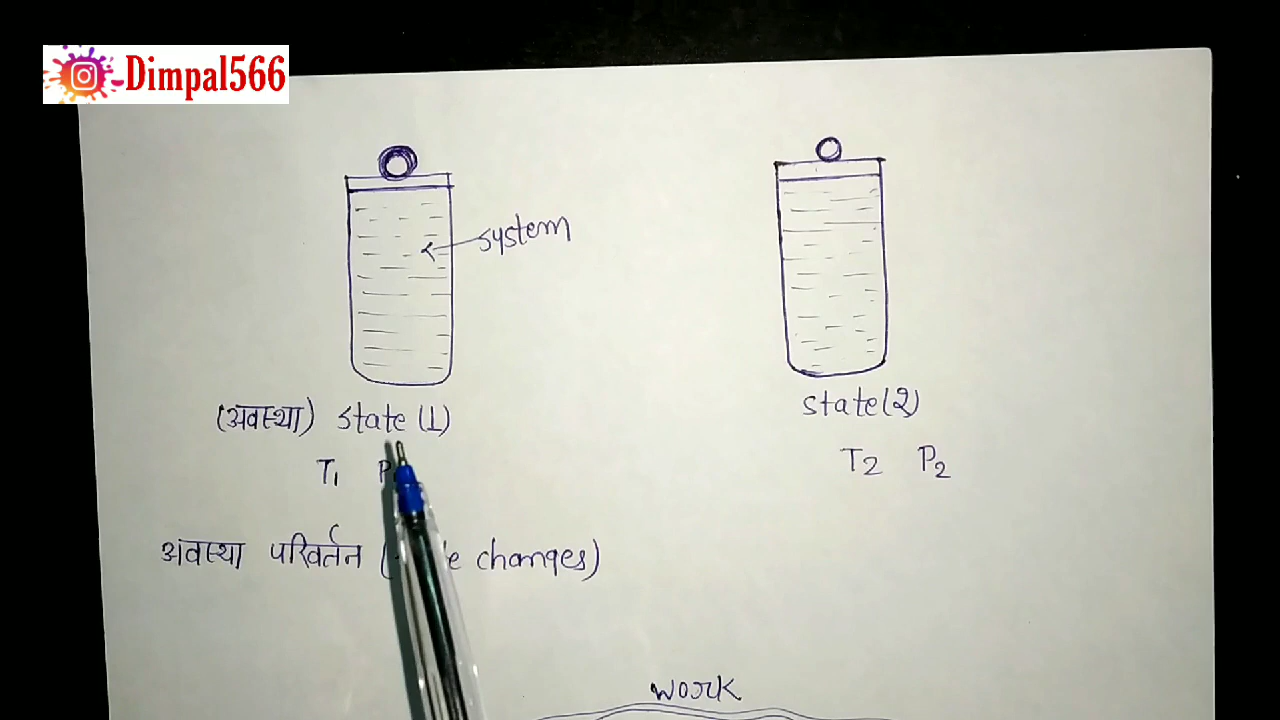 Dimpal566
system
(अवस्था) state (1)
state(2)
T1
T2 P2
अवस्था परिवर्तन ( changes)
work